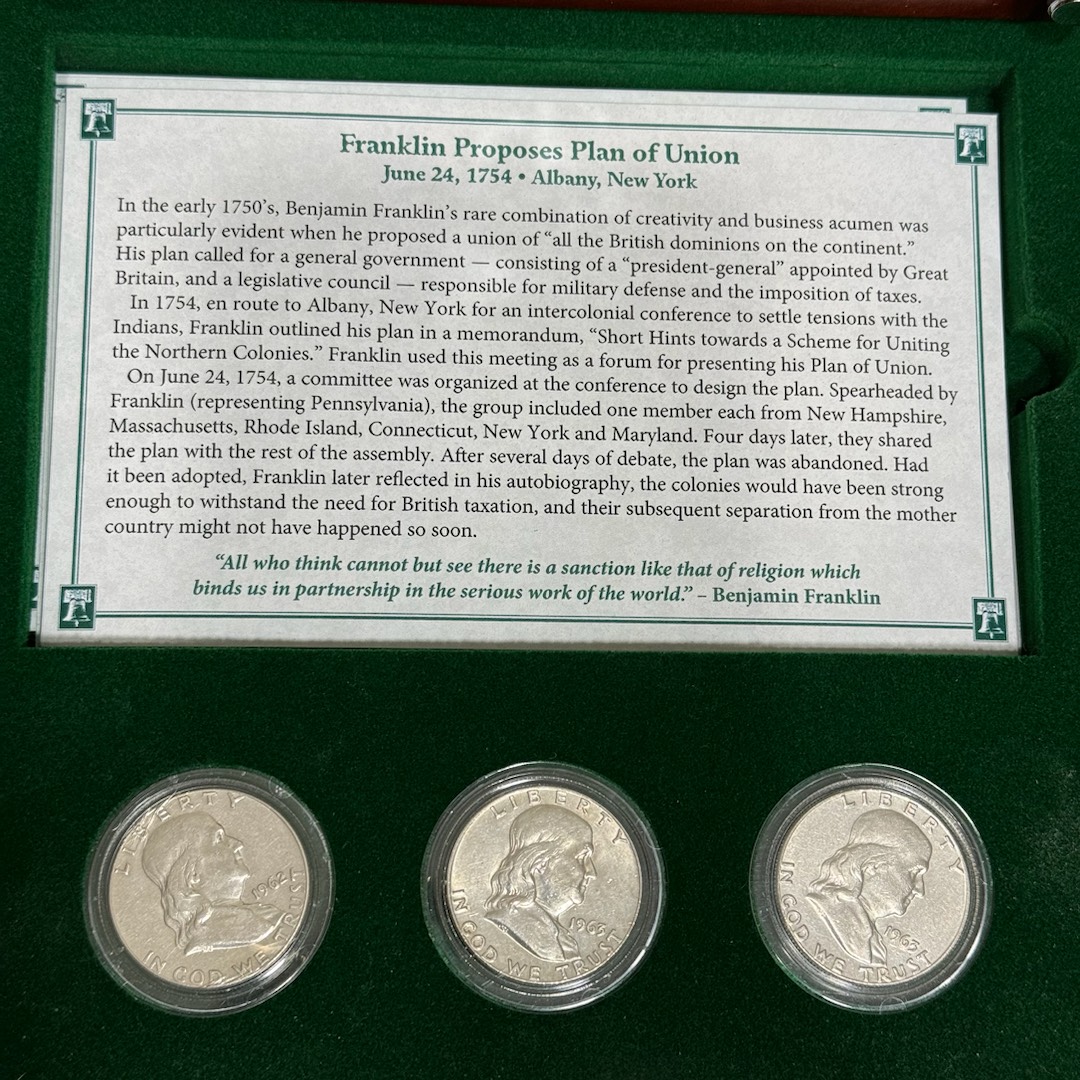 Franklin Proposes Plan of Union
June 24, 1754 • Albany, New York
In the early 1750's, Benjamin Franklin's rare combination of creativity and business acumen was
particularly evident when he proposed a union of "all the British dominions on the continent."
His plan called for a general government — consisting of a "president-general" appointed by Great
Britain, and a legislative council — responsible for military defense and the imposition of taxes.
In 1754, en route to Albany, New York for an intercolonial conference to settle tensions with the
Indians, Franklin outlined his plan in a memorandum, "Short Hints towards a Scheme for Uniting
the Northern Colonies." Franklin used this meeting as a forum for presenting his Plan of Union.
On June 24, 1754, a committee was organized at the conference to design the plan. Spearheaded by
Franklin (representing Pennsylvania), the group included one member each from New Hampshire,
Massachusetts, Rhode Island, Connecticut, New York and Maryland. Four days later, they shared
the plan with the rest of the assembly. After several days of debate, the plan was abandoned. Had
it been adopted, Franklin later reflected in his autobiography, the colonies would have been strong
enough to withstand the need for British taxation, and their subsequent separation from the mother
country might not have happened so soon.
"All who think cannot but see there is a sanction like that of religion which
binds us in partnership in the serious work of the world." – Benjamin Franklin
LIBERTY
1962
IN GOD WE TRUST
LIBERTY
1963
IN GOD WE TRUST
LIBERTY
1963
IN GOD WE TRUST